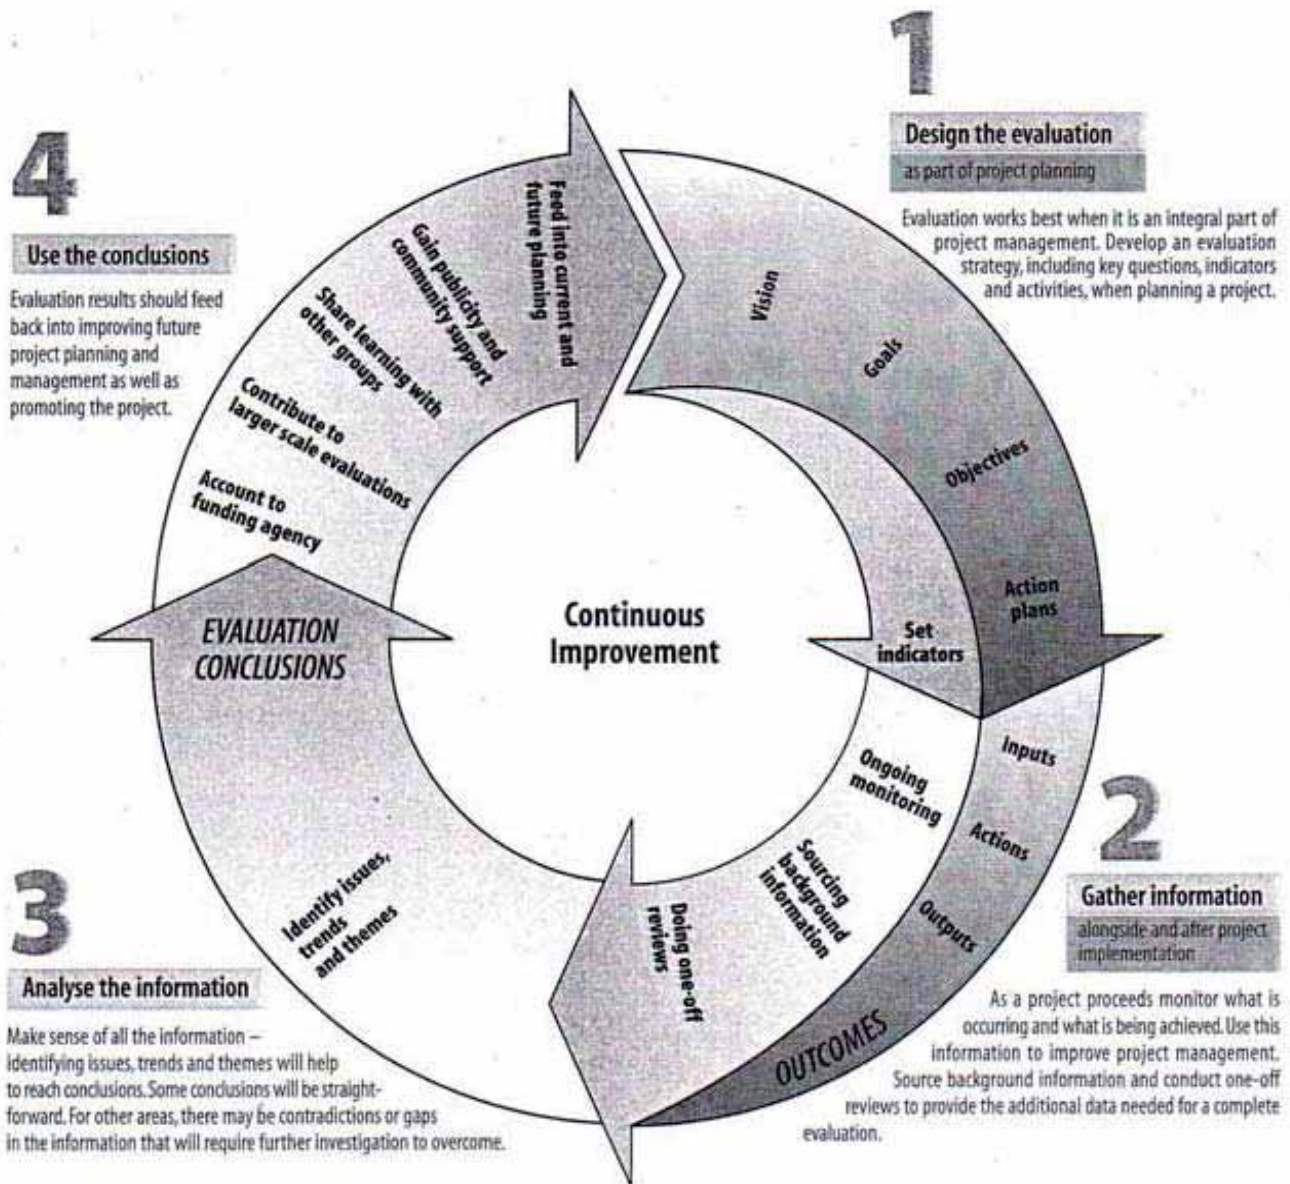 1
Design the evaluation
as part of project planning
Evaluation works best when it is an integral part of
project management. Develop an evaluation
strategy, including key questions, indicators
and activities, when planning a project.
Vision
Goals
Objectives
Action
plans
Set
indicators
2
Gather information
alongside and after project
implementation
As a project proceeds monitor what is
occurring and what is being achieved. Use this
information to improve project management.
Source background information and conduct one-off
reviews to provide the additional data needed for a complete
evaluation.
Inputs
Actions
Outputs
OUTCOMES
Ongoing
monitoring
Sourcing
background
information
Doing one-off
reviews
3
Analyse the information
Make sense of all the information –
identifying issues, trends and themes will help
to reach conclusions. Some conclusions will be straight-
forward. For other areas, there may be contradictions or gaps
in the information that will require further investigation to overcome.
Identify issues,
trends
and themes
EVALUATION
CONCLUSIONS
4
Use the conclusions
Evaluation results should feed
back into improving future
project planning and
management as well as
promoting the project.
Account to
funding agency
Contribute to
larger scale evaluations
Share learning with
other groups
Gain publicity and
community support
Feed into current and
future planning
Continuous
Improvement